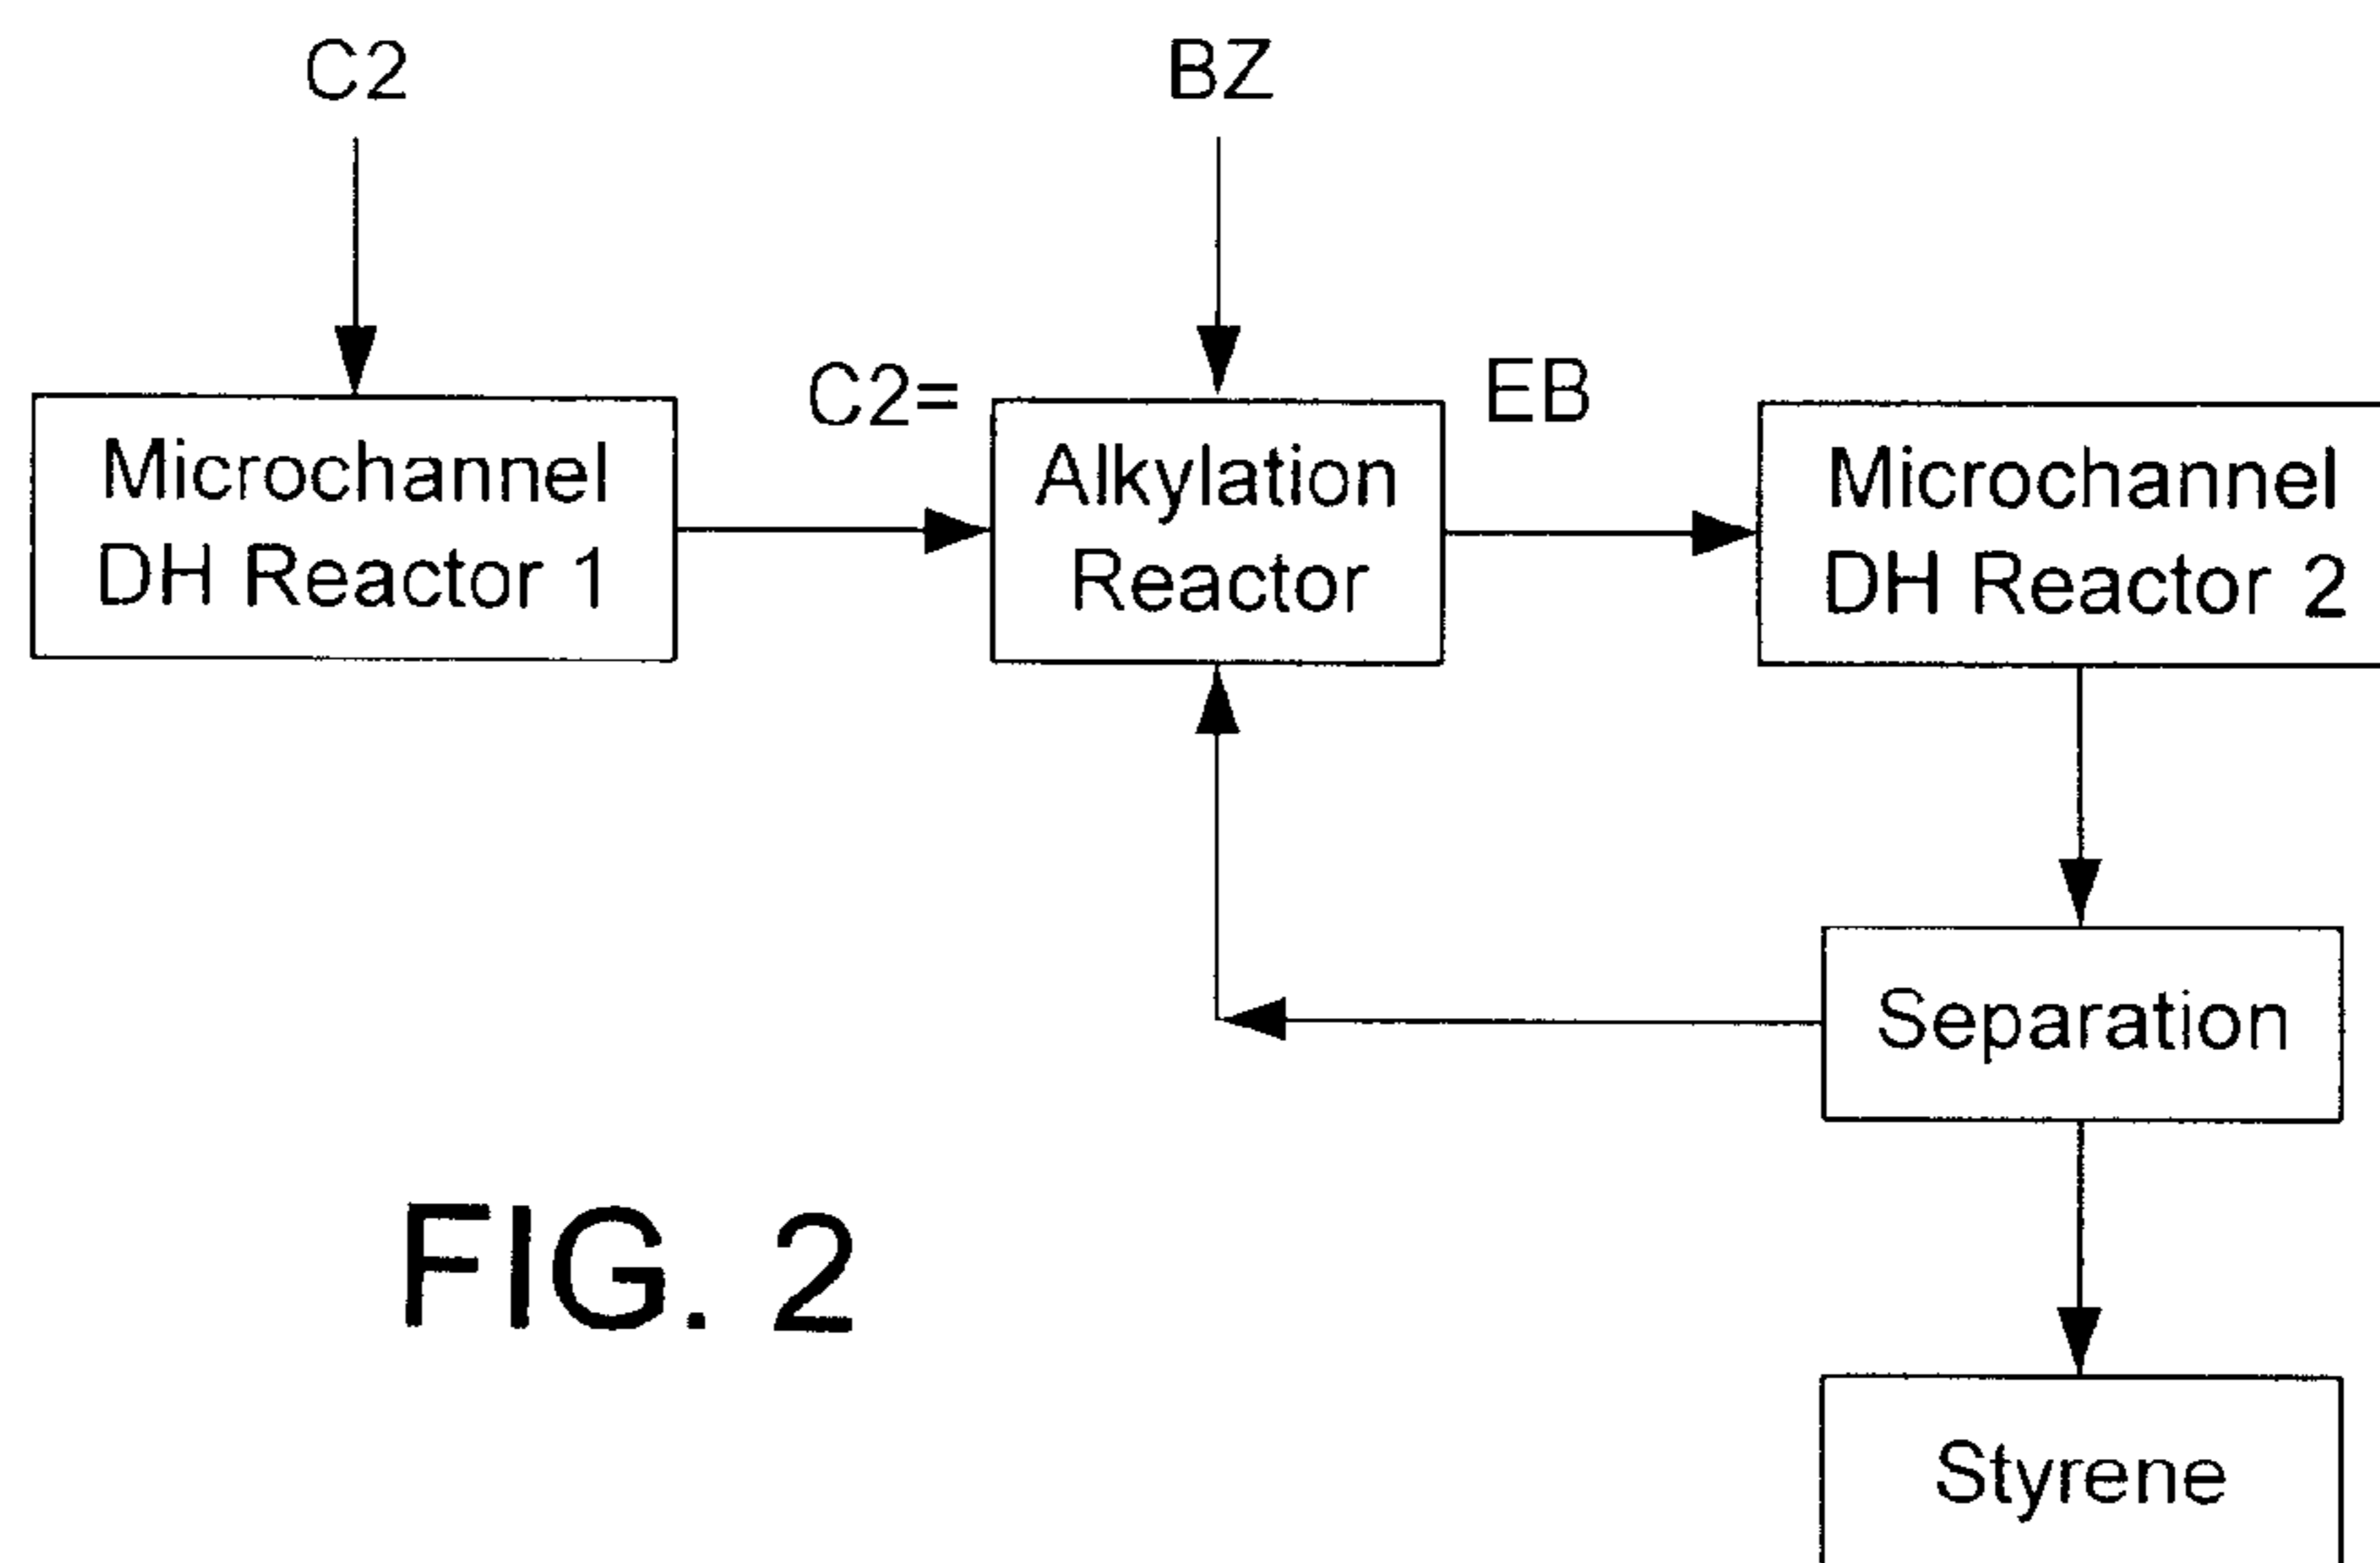 C2
BZ
C2=
EB
Microchannel
DH Reactor 1
Alkylation
Reactor
Microchannel
DH Reactor 2
Separation
FIG. 2
Styrene